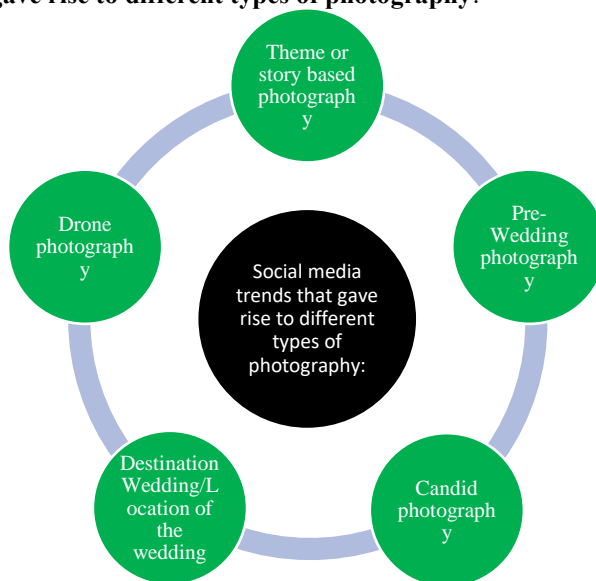 gave rise to different types of photography?
Theme or
story based
photograph
y
Pre-
Wedding
photograph
y
Candid
photograph
y
Destination
Wedding/L
ocation of
the
wedding
Drone
photograph
y
Social media
trends that gave
rise to different
types of
photography: